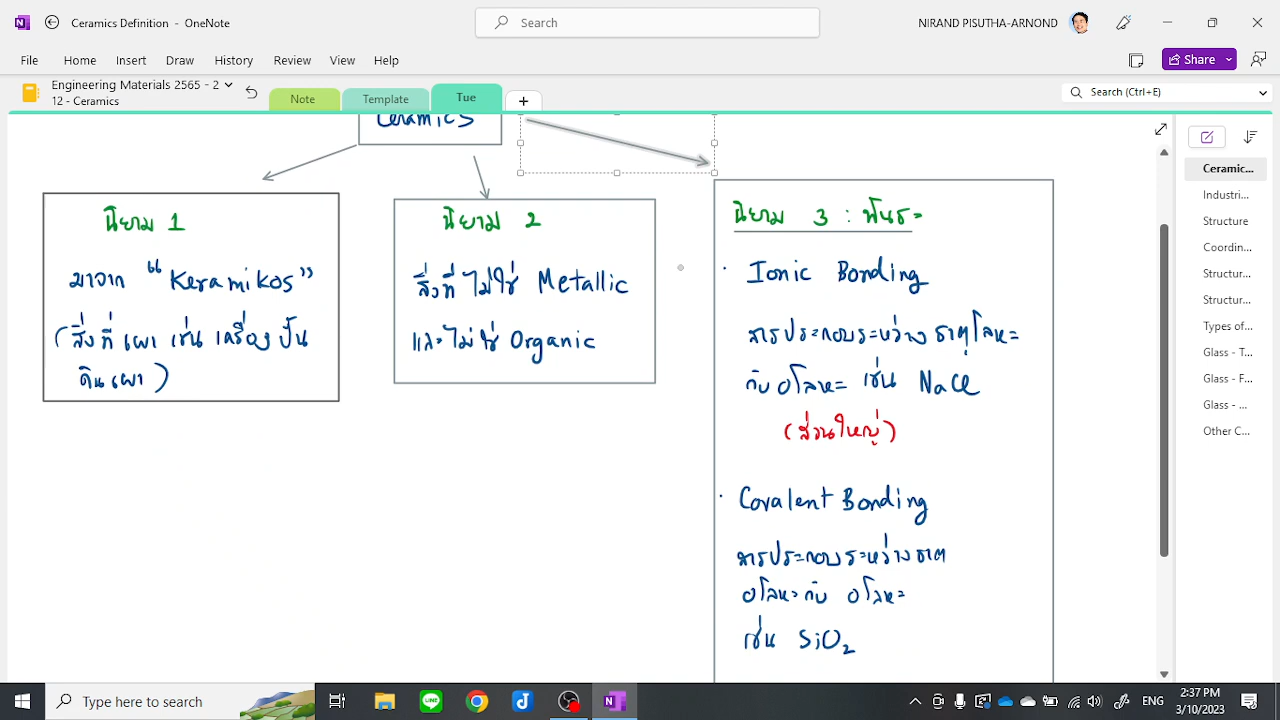 Ceramics Definition - OneNote
Search
NIRAND PISUTHA-ARNOND
File Home Insert Draw History Review View Help
Share
Engineering Materials 2565 - 2
12 - Ceramics
Note
Template
Tue
Search (Ctrl+E)
Ceramics
นิยาม 1
มาจาก "Keramikos"
(สิ่งที่เผา เช่น เครื่องปั้น
ดินเผา)
นิยาม 2
สิ่งที่ไม่ใช่ Metallic
และไม่ใช่ Organic
นิยาม 3 : พันธะ
· Ionic Bonding
สารประกอบระหว่างธาตุโลหะ
กับอโลหะ เช่น NaCl
(ส่วนใหญ่)
· Covalent Bonding
สารประกอบระหว่างธาตุ
อโลหะกับ อโลหะ
เช่น SiO2
Ceramic...
Industri...
Structure
Coordin...
Structur...
Structur...
Types of...
Glass - T...
Glass - F...
Glass - ...
Other C...
Type here to search
ENG
2:37 PM
3/10/2023